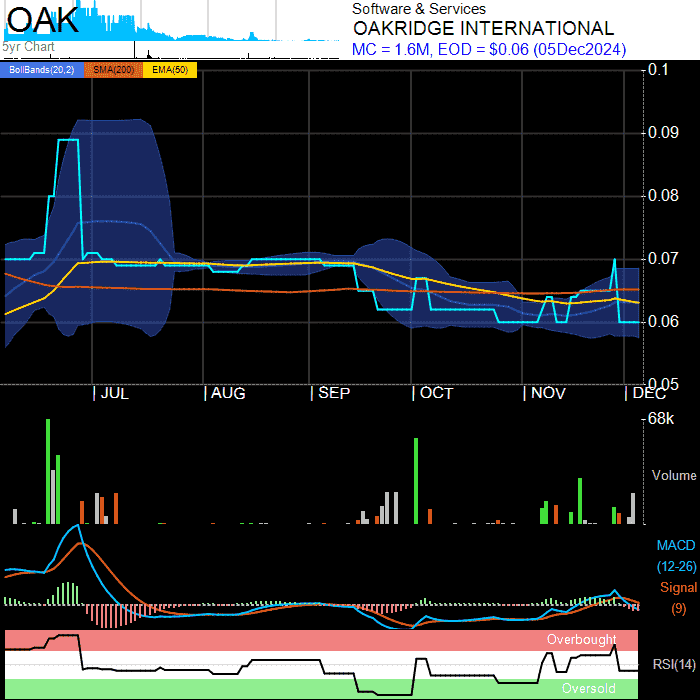 OAK
5yr Chart
Software & Services
OAKRIDGE INTERNATIONAL
MC = 1.6M, EOD = $0.06 (05Dec2024)
BollBands(20,2) SMA(200) EMA(50)
0.1
0.09
0.08
0.07
0.06
0.05
JUL AUG SEP OCT NOV DEC
68k
Volume
MACD
(12-26)
Signal
(9)
Overbought
RSI(14)
Oversold